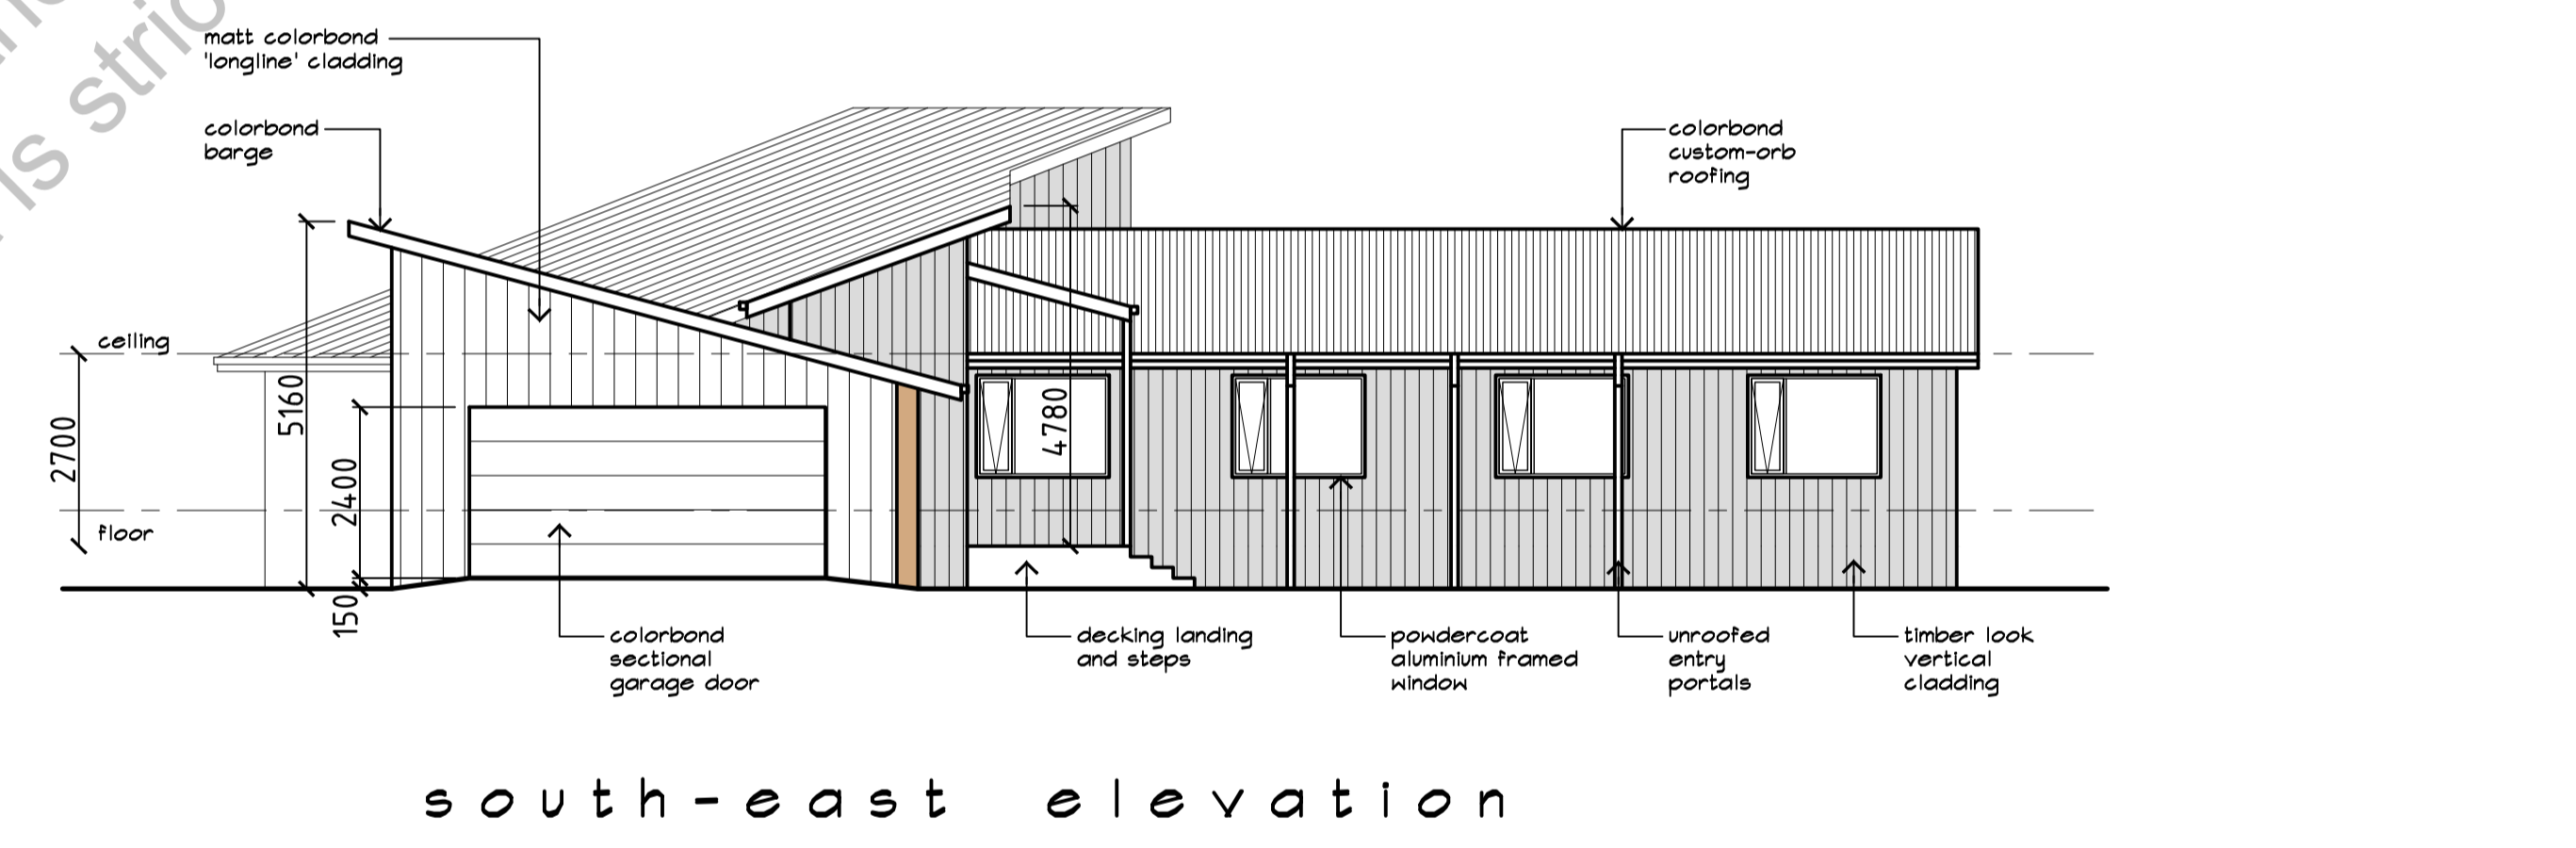 is stric
matt colorbond
'longline' cladding
colorbond
barge
colorbond
custom-orb
roofing
ceiling
floor
2700
5160
2400
150
4780
colorbond
sectional
garage door
decking landing
and steps
powdercoat
aluminium framed
window
unroofed
entry
portals
timber look
vertical
cladding
south-east elevation